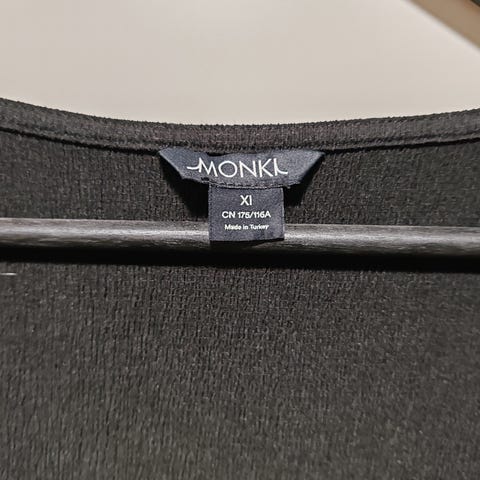 MONKI
Xl
CN 175/116A
Made in Turkey